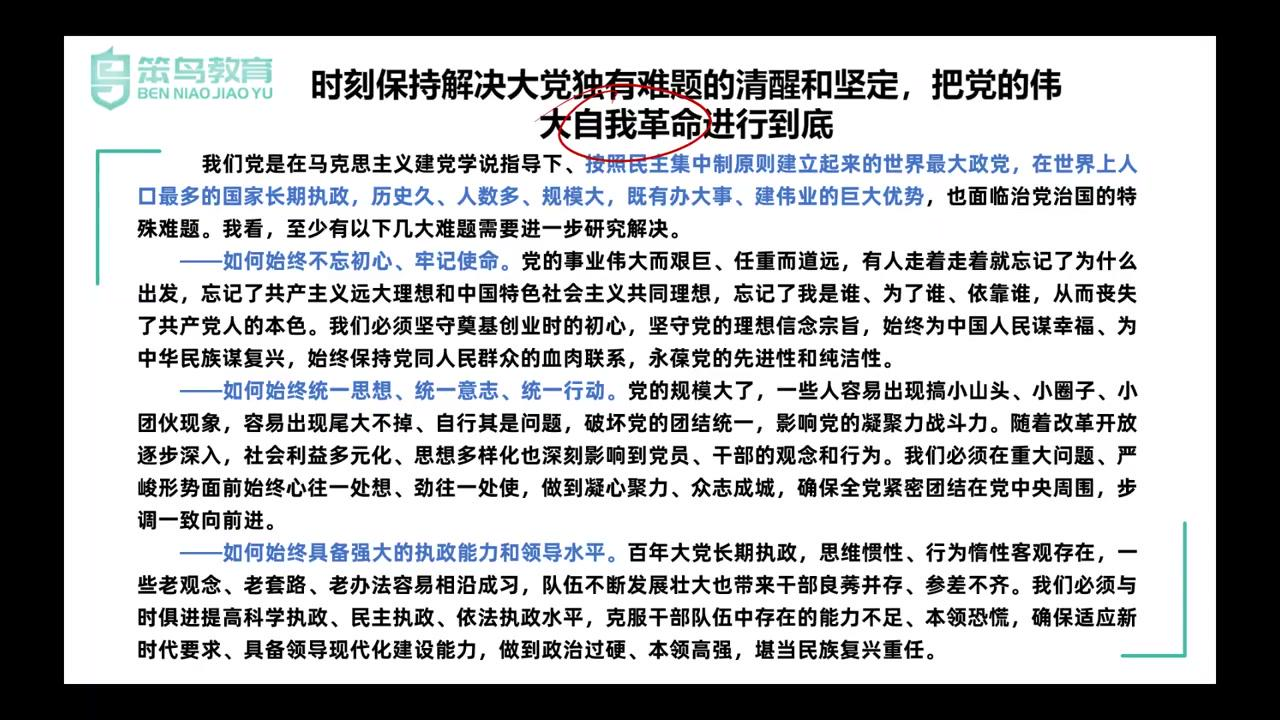 笨鸟教育
BEN NIAO JIAO YU
时刻保持解决大党独有难题的清醒和坚定，把党的伟
大自我革命进行到底
我们党是在马克思主义建党学说指导下、按照民主集中制原则建立起来的世界最大政党，在世界上人
口最多的国家长期执政，历史久、人数多、规模大，既有办大事、建伟业的巨大优势，也面临治党治国的特
殊难题。我看，至少有以下几大难题需要进一步研究解决。
——如何始终不忘初心、牢记使命。党的事业伟大而艰巨、任重而道远，有人走着走着就忘记了为什么
出发，忘记了共产主义远大理想和中国特色社会主义共同理想，忘记了我是谁、为了谁、依靠谁，从而丧失
了共产党人的本色。我们必须坚守奠基创业时的初心，坚守党的理想信念宗旨，始终为中国人民谋幸福、为
中华民族谋复兴，始终保持党同人民群众的血肉联系，永葆党的先进性和纯洁性。
——如何始终统一思想、统一意志、统一行动。党的规模大了，一些人容易出现搞小山头、小圈子、小
团伙现象，容易出现尾大不掉、自行其是问题，破坏党的团结统一，影响党的凝聚力战斗力。随着改革开放
逐步深入，社会利益多元化、思想多样化也深刻影响到党员、干部的观念和行为。我们必须在重大问题、严
峻形势面前始终心往一处想、劲往一处使，做到凝心聚力、众志成城，确保全党紧密团结在党中央周围，步
调一致向前进。
——如何始终具备强大的执政能力和领导水平。百年大党长期执政，思维惯性、行为惰性客观存在，一
些老观念、老套路、老办法容易相沿成习，队伍不断发展壮大也带来干部良莠并存、参差不齐。我们必须与
时俱进提高科学执政、民主执政、依法执政水平，克服干部队伍中存在的能力不足、本领恐慌，确保适应新
时代要求、具备领导现代化建设能力，做到政治过硬、本领高强，堪当民族复兴重任。